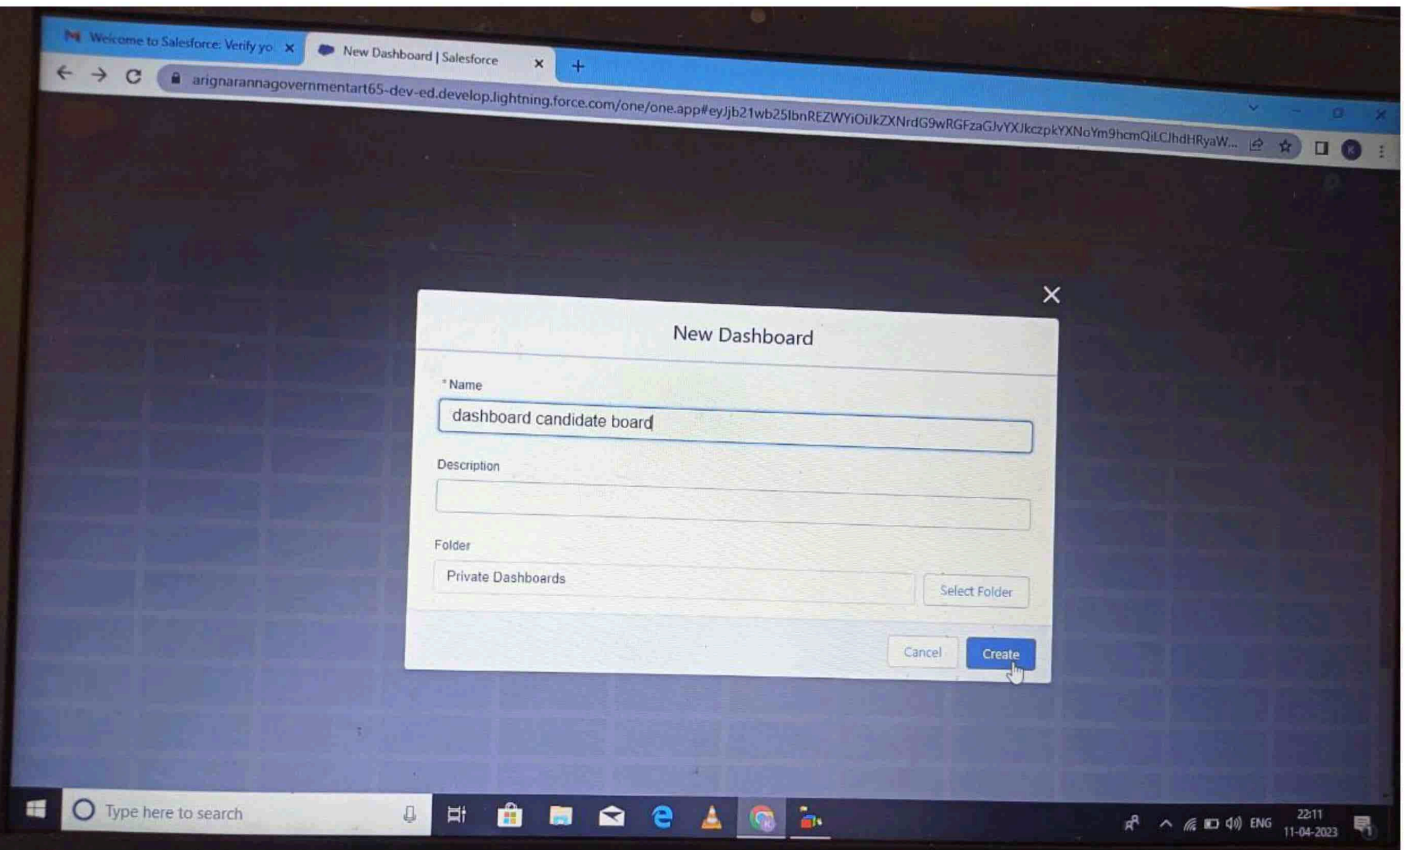 Welcome to Salesforce: Verify yo
New Dashboard | Salesforce
arignarannagovernmentart65-dev-ed.develop.lightning.force.com/one/one.app#eyJjb21wb25lbnREZWYiOiJkZXNrdG9wRGFzaGJvYXJkczpkYXNoYm9hcmQiLCJhdHRyaW...
K
New Dashboard
*Name
dashboard candidate board
Description
Folder
Private Dashboards
Select Folder
Cancel
Create
Type here to search
ENG
22:11
11-04-2023
1